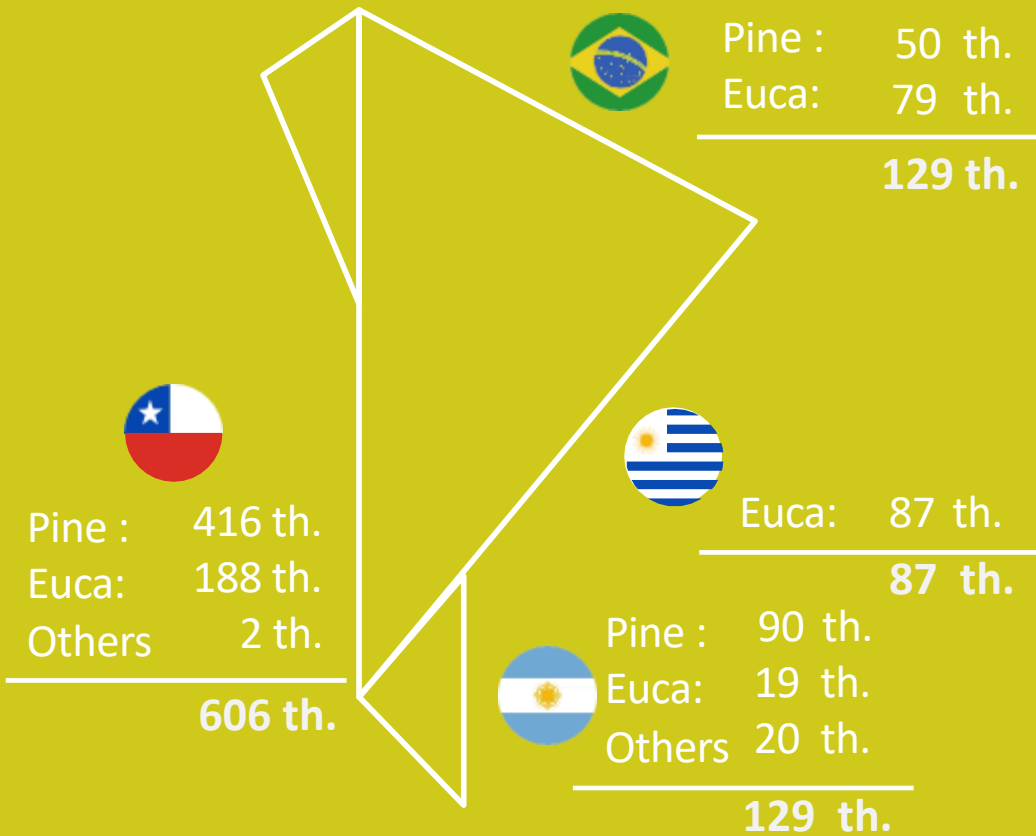 Pine : 50 th.
Euca: 79 th.
129 th.
Pine : 416 th.
Euca: 188 th.
Others 2 th.
606 th.
Euca: 87 th.
87 th.
Pine : 90 th.
Euca: 19 th.
Others 20 th.
129 th.